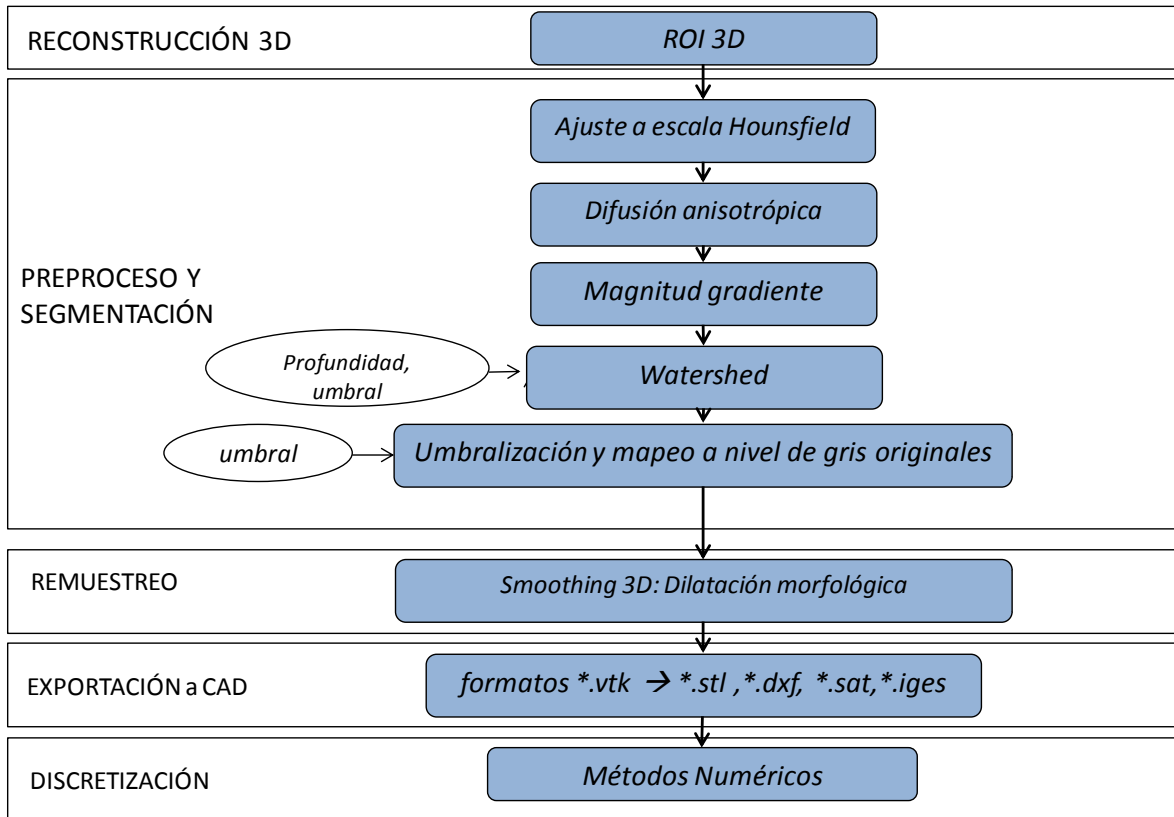 RECONSTRUCCIÓN 3D
ROI 3D
Ajuste a escala Hounsfield
Difusión anisotrópica
PREPROCESO Y
SEGMENTACIÓN
Magnitud gradiente
Profundidad,
umbral
Watershed
umbral
Umbralización y mapeo a nivel de gris originales
REMUESTREO
Smoothing 3D: Dilatación morfológica
EXPORTACIÓN a CAD
formatos *.vtk → *.stl ,*.dxf, *.sat,*.iges
DISCRETIZACIÓN
Métodos Numéricos